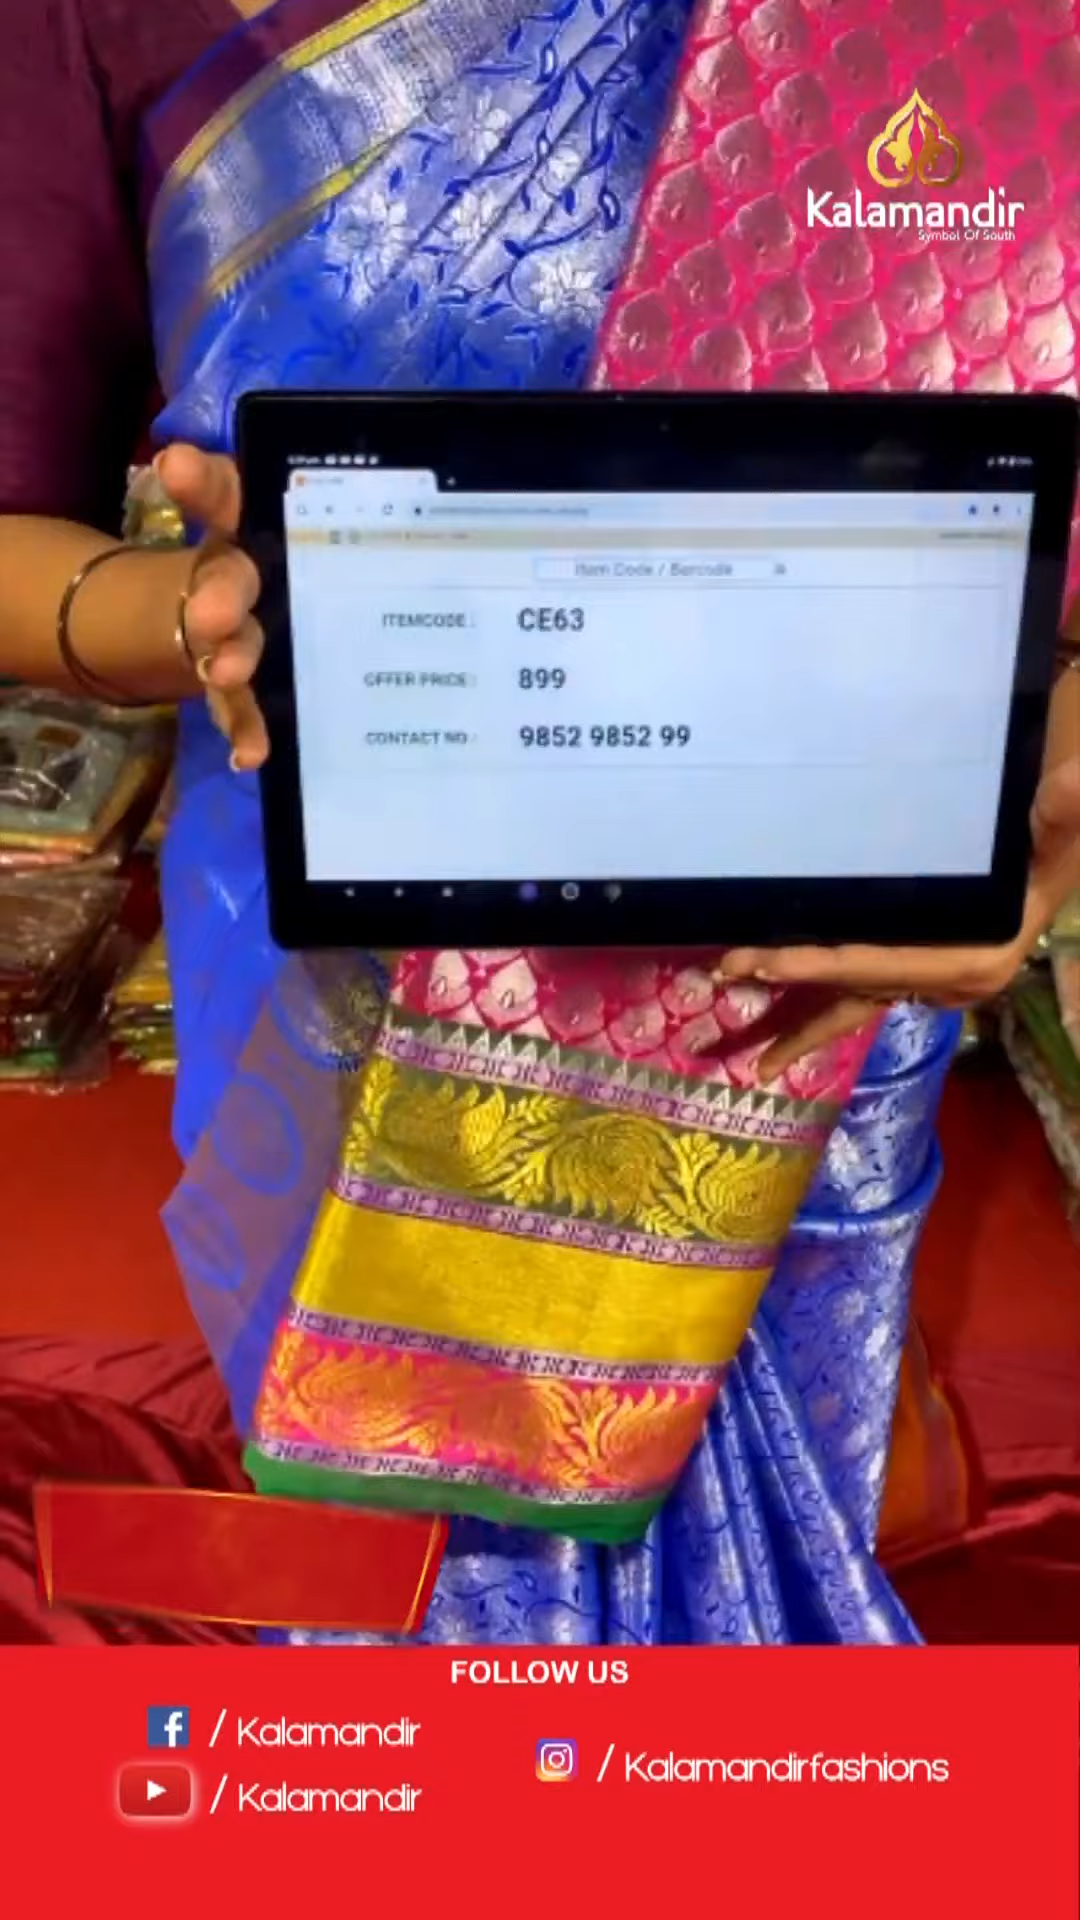 Kalamandir
Symbol Of South
Item Code / Barcode
ITEMCODE : CE63
OFFER PRICE : 899
CONTACT NO : 9852 9852 99
FOLLOW US
/ Kalamandir
/ Kalamandirfashions
/ Kalamandir